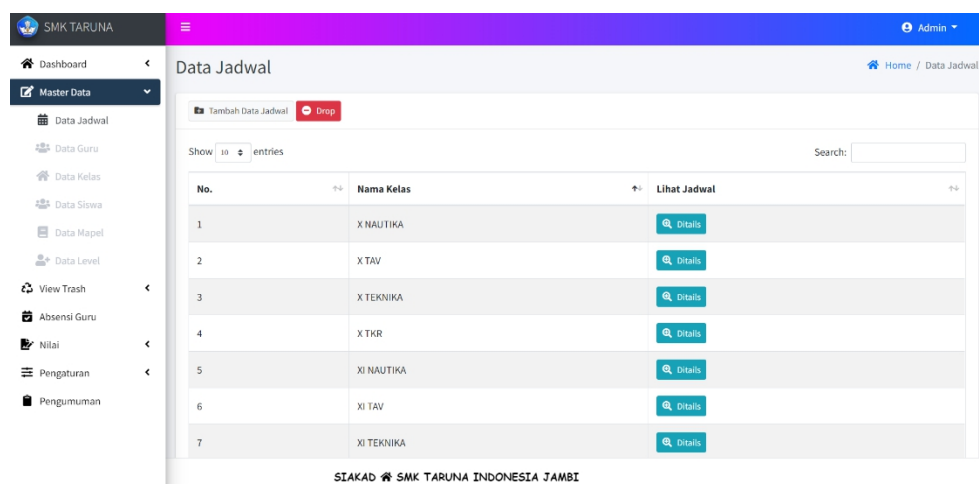 SMK TARUNA
Admin
Dashboard
Master Data
Data Jadwal
Data Guru
Data Kelas
Data Siswa
Data Mapel
Data Level
View Trash
Absensi Guru
Nilai
Pengaturan
Pengumuman
Data Jadwal
Home / Data Jadwal
Tambah Data Jadwal Drop
Show 10 entries
Search:
No. Nama Kelas Lihat Jadwal
1 X NAUTIKA Ditails
2 X TAV Ditails
3 X TEKNIKA Ditails
4 X TKR Ditails
5 XI NAUTIKA Ditails
6 XI TAV Ditails
7 XI TEKNIKA Ditails
SIAKAD SMK TARUNA INDONESIA JAMBI